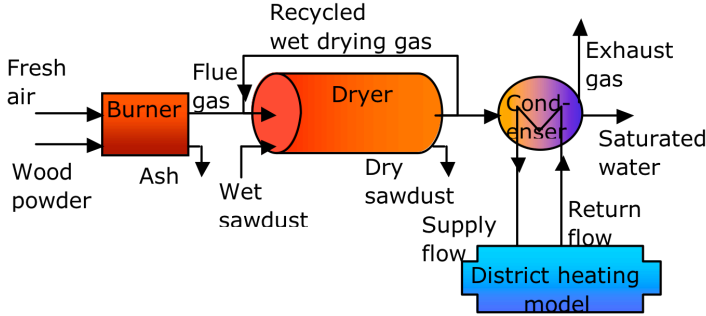 Recycled
wet drying gas
Fresh
air
Flue
gas
Exhaust
gas
Burner
Dryer
Cond-
enser
Saturated
water
Wood
powder
Ash
Wet
sawdust
Dry
sawdust
Supply
flow
Return
flow
District heating
model